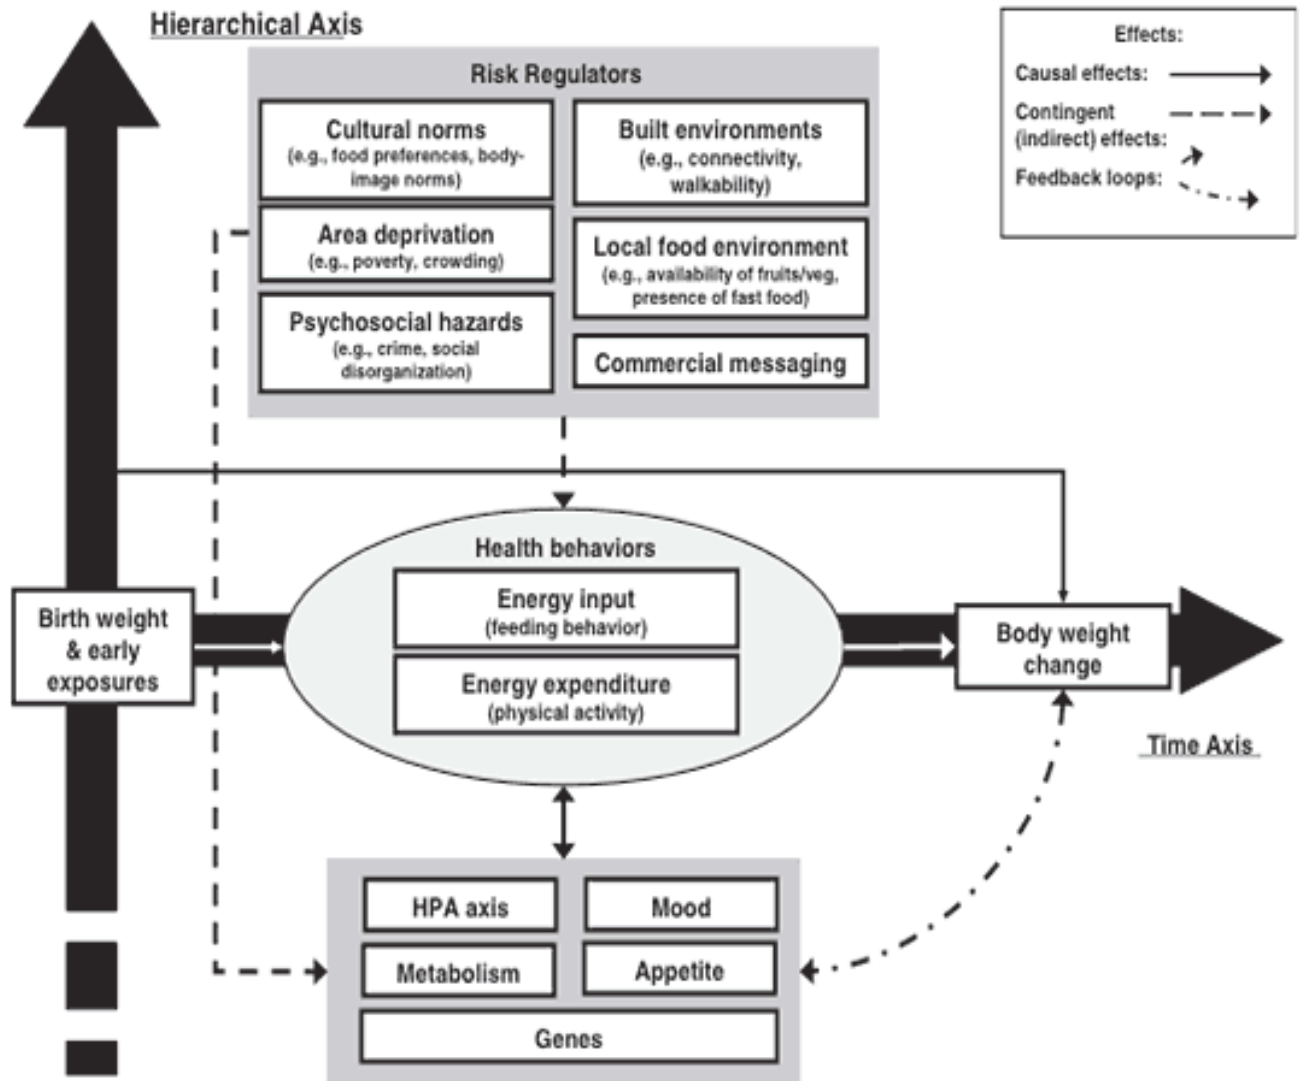 Hierarchical Axis
Effects:
Causal effects:
Contingent
(indirect) effects:
Feedback loops:
Risk Regulators
Cultural norms
(e.g., food preferences, body-
image norms)
Area deprivation
(e.g., poverty, crowding)
Psychosocial hazards
(e.g., crime, social
disorganization)
Built environments
(e.g., connectivity,
walkability)
Local food environment
(e.g., availability of fruits/veg,
presence of fast food)
Commercial messaging
Birth weight
& early
exposures
Health behaviors
Energy input
(feeding behavior)
Energy expenditure
(physical activity)
Body weight
change
Time Axis
HPA axis
Mood
Metabolism
Appetite
Genes